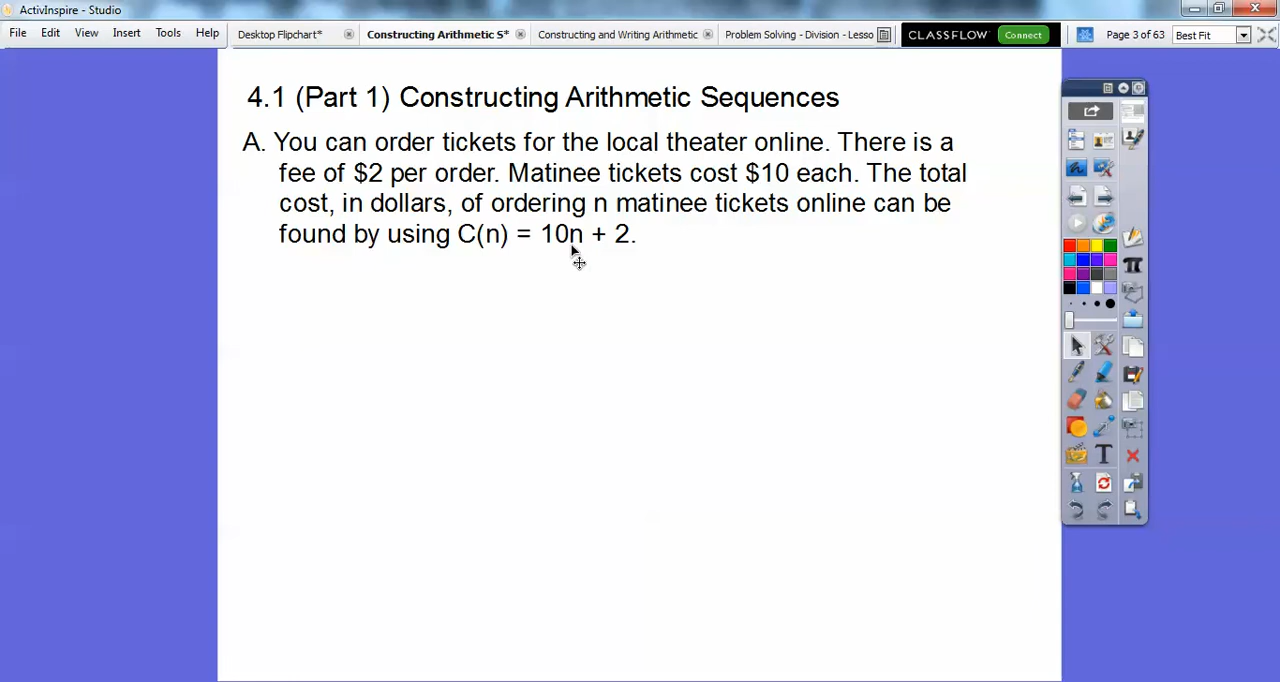 ActivInspire - Studio
File Edit View Insert Tools Help
Desktop Flipchart* Constructing Arithmetic S* Constructing and Writing Arithmetic Problem Solving - Division - Lesso CLASSFLOW Connect Page 3 of 63 Best Fit
4.1 (Part 1) Constructing Arithmetic Sequences
A. You can order tickets for the local theater online. There is a
fee of $2 per order. Matinee tickets cost $10 each. The total
cost, in dollars, of ordering n matinee tickets online can be
found by using C(n) = 10n + 2.